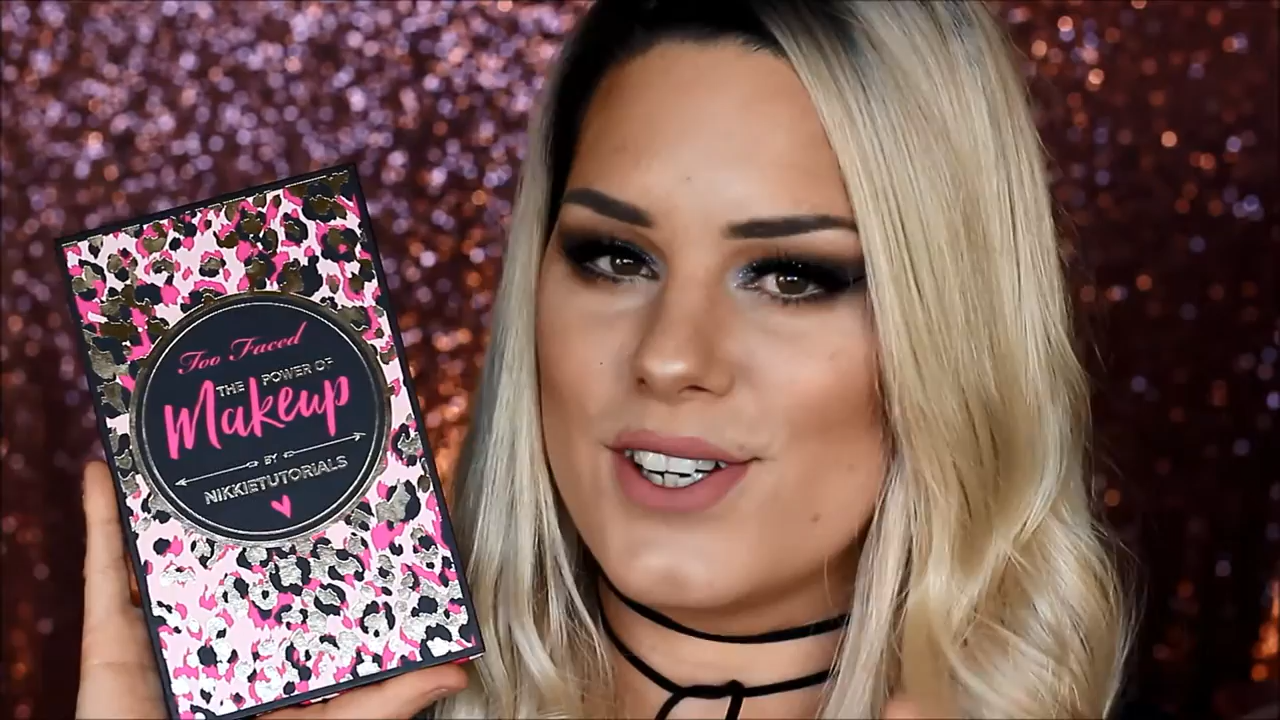 Too Faced
THE POWER OF
Makeup
BY
NIKKIETUTORIALS